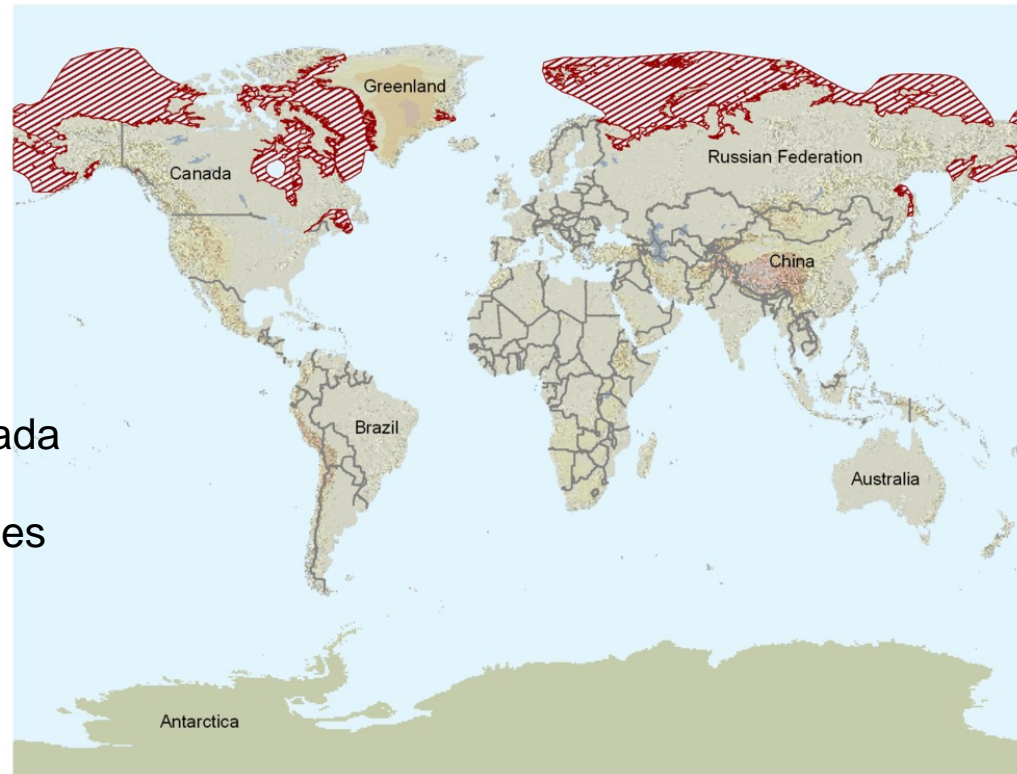 Greenland
Russian Federation
Canada
China
Brazil
ada
Australia
es
Antarctica